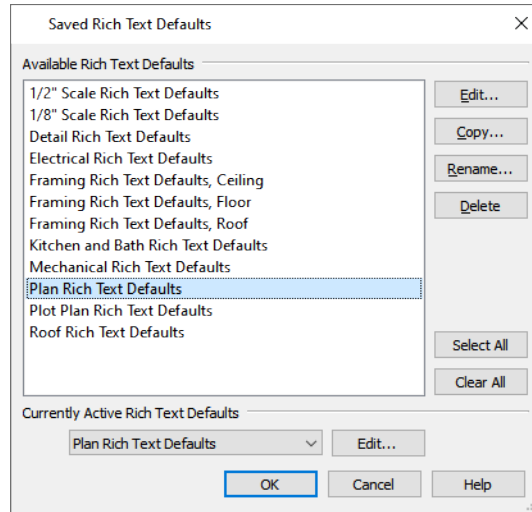 Saved Rich Text Defaults
Available Rich Text Defaults
1/2" Scale Rich Text Defaults
1/8" Scale Rich Text Defaults
Detail Rich Text Defaults
Electrical Rich Text Defaults
Framing Rich Text Defaults, Ceiling
Framing Rich Text Defaults, Floor
Framing Rich Text Defaults, Roof
Kitchen and Bath Rich Text Defaults
Mechanical Rich Text Defaults
Plan Rich Text Defaults
Plot Plan Rich Text Defaults
Roof Rich Text Defaults
Edit...
Copy...
Rename...
Delete
Select All
Clear All
Currently Active Rich Text Defaults
Plan Rich Text Defaults
Edit...
OK
Cancel
Help